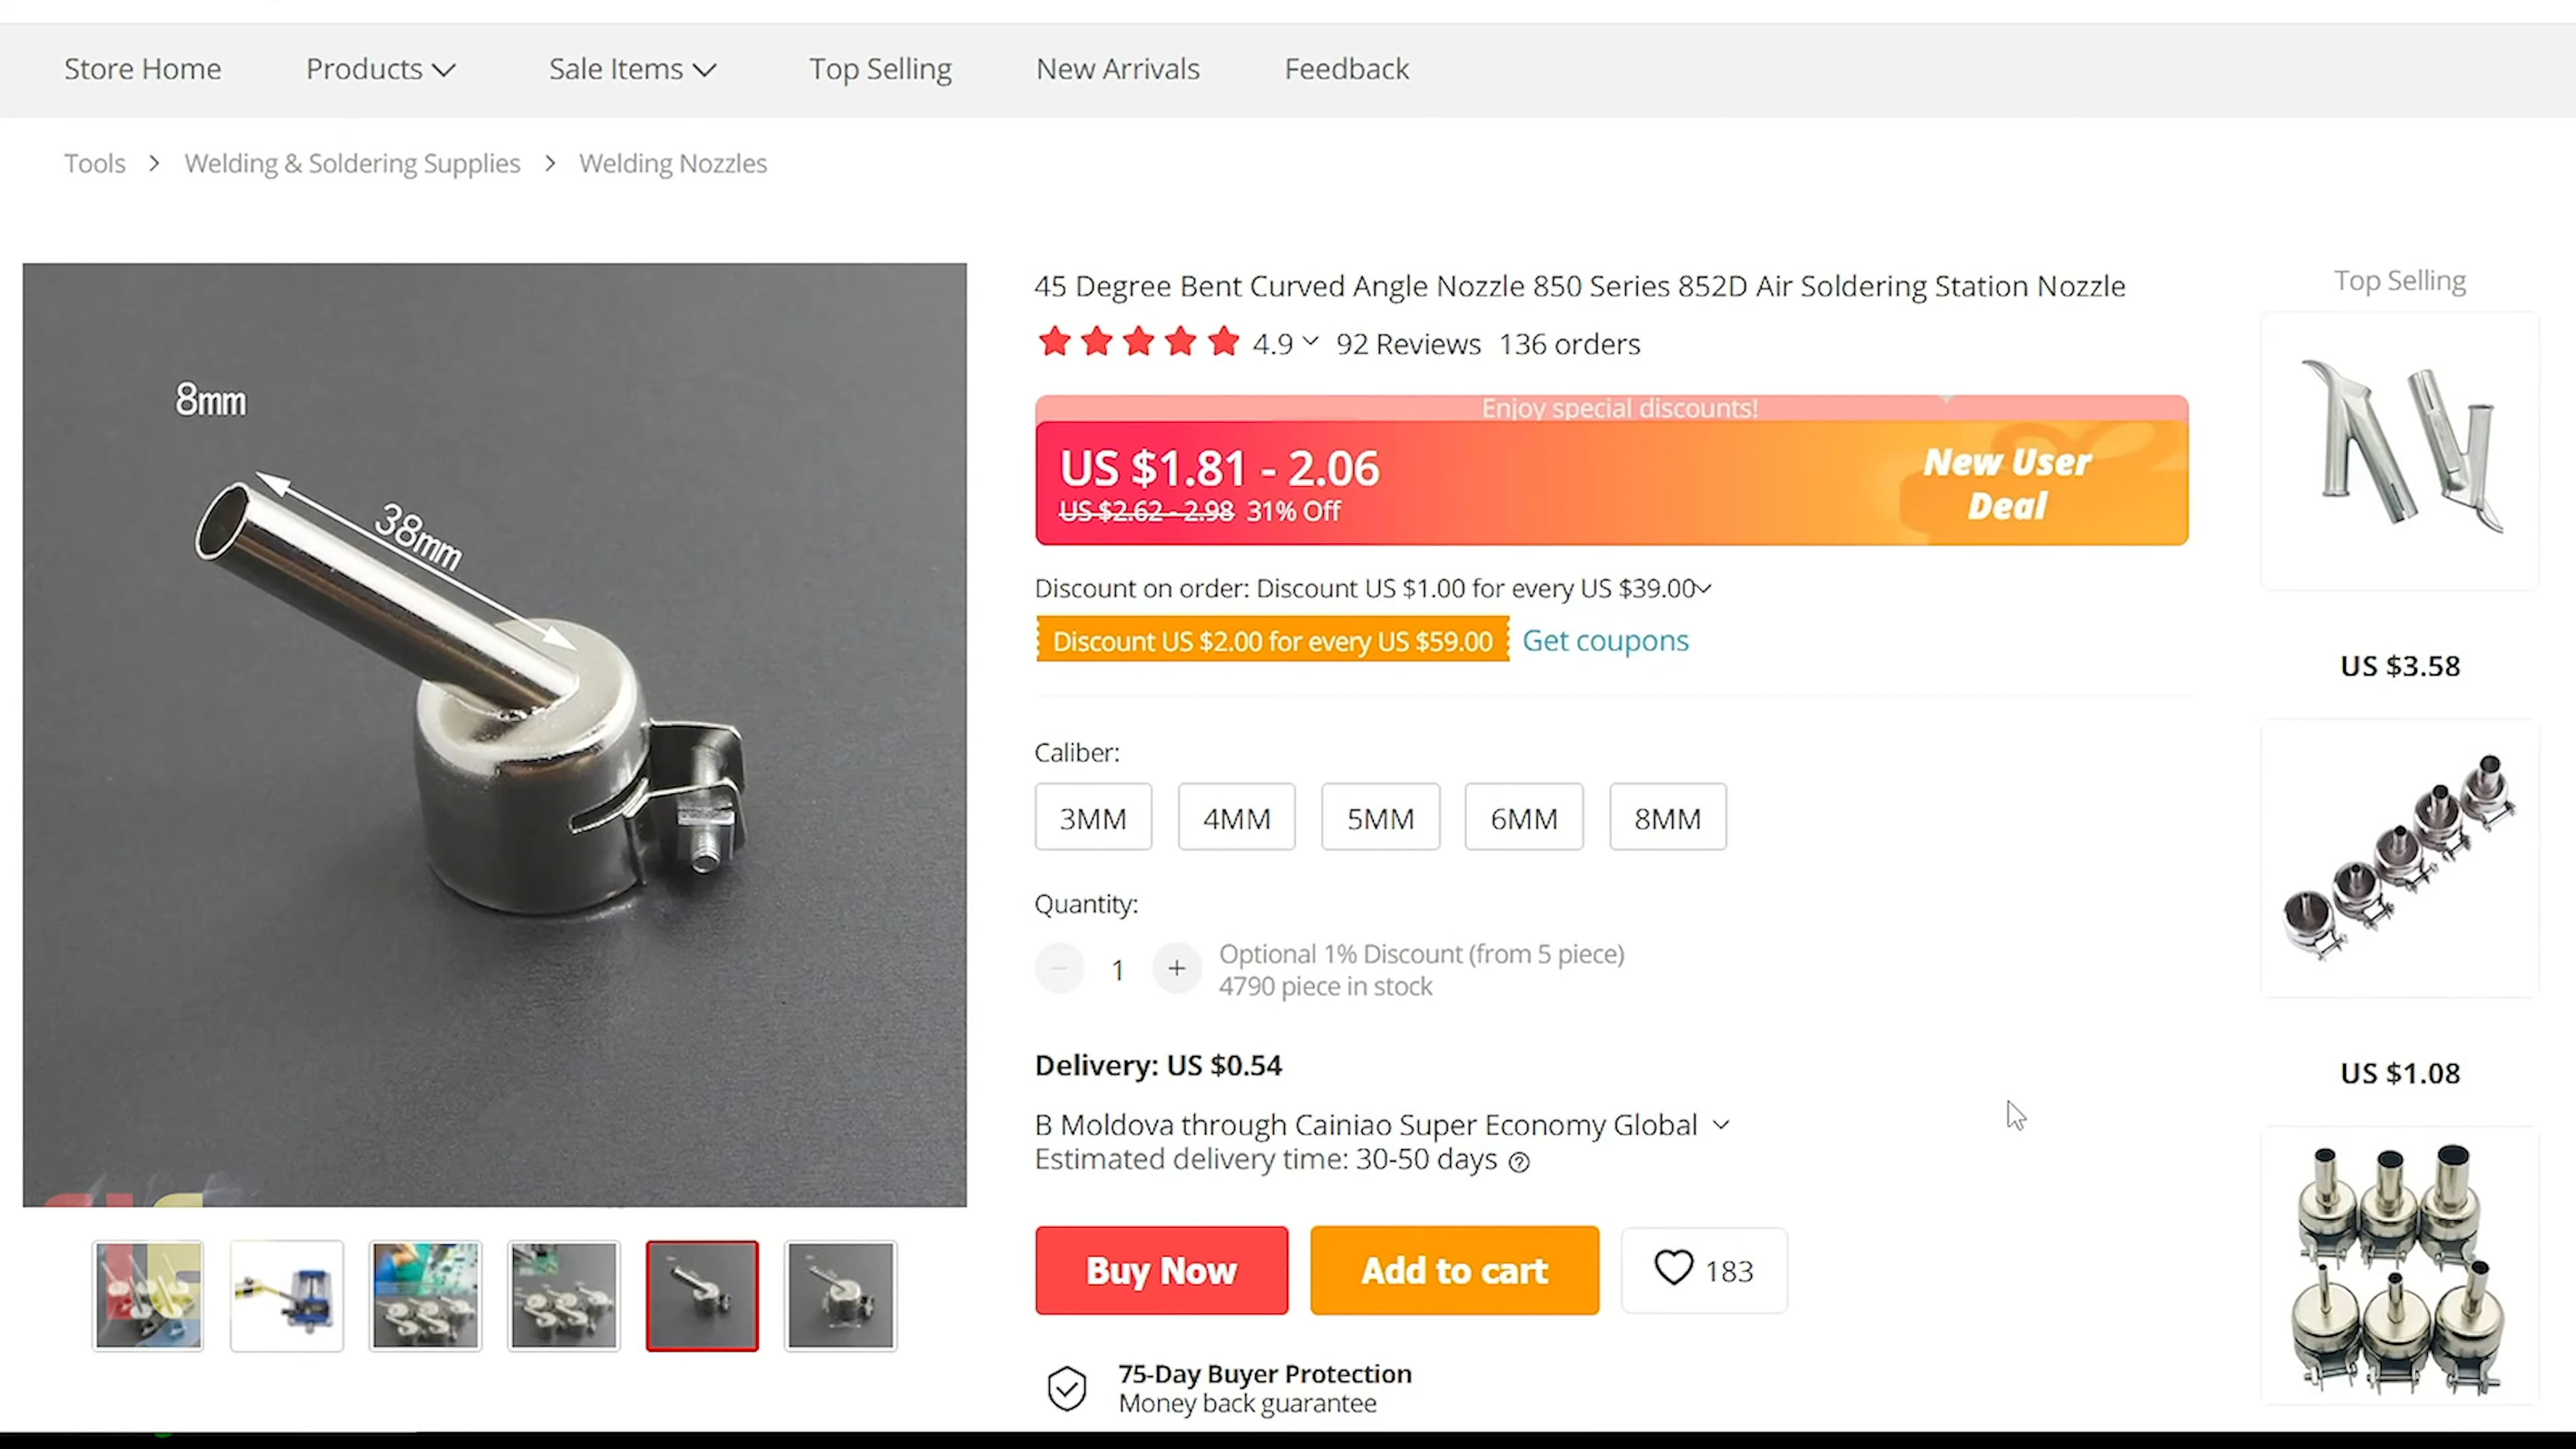 Store Home Products Sale Items Top Selling New Arrivals Feedback
Tools > Welding & Soldering Supplies > Welding Nozzles
8mm
38mm
45 Degree Bent Curved Angle Nozzle 850 Series 852D Air Soldering Station Nozzle
4.9 92 Reviews 136 orders
Enjoy special discounts!
US $1.81 - 2.06
US $2.62 - 2.98 31% Off
New User
Deal
Discount on order: Discount US $1.00 for every US $39.00
Discount US $2.00 for every US $59.00 Get coupons
Caliber:
3MM 4MM 5MM 6MM 8MM
Quantity:
1
Optional 1% Discount (from 5 piece)
4790 piece in stock
Delivery: US $0.54
B Moldova through Cainiao Super Economy Global
Estimated delivery time: 30-50 days
Buy Now Add to cart 183
75-Day Buyer Protection
Money back guarantee
Top Selling
US $3.58
US $1.08